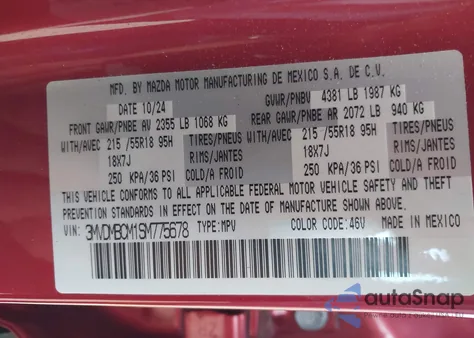 MFD. BY MAZDA MOTOR MANUFACTURING DE MEXICO S.A. DE C.V.
DATE 10/24 GVWR/PNBV 4381 LB 1987 KG
FRONT GAWR/PNBE AV 2355 LB 1068 KG REAR GAWR/PNBE AR 2072 LB 940 KG
WITH/AVEC 215 /55R18 95H TIRES/PNEUS WITH/AVEC 215 /55R18 95H TIRES/PNEUS
18X7J RIMS/JANTES 18X7J RIMS/JANTES
250 KPA/36 PSI COLD/A FROID 250 KPA/36 PSI COLD/A FROID
THIS VEHICLE CONFORMS TO ALL APPLICABLE FEDERAL MOTOR VEHICLE SAFETY AND THEFT
PREVENTION STANDARDS IN EFFECT ON THE DATE OF MANUFACTURE SHOWN ABOVE.
VIN: 3MVDMBCM1SM775678 TYPE:MPV COLOR CODE:46V MADE IN MEXICO
autoSnap